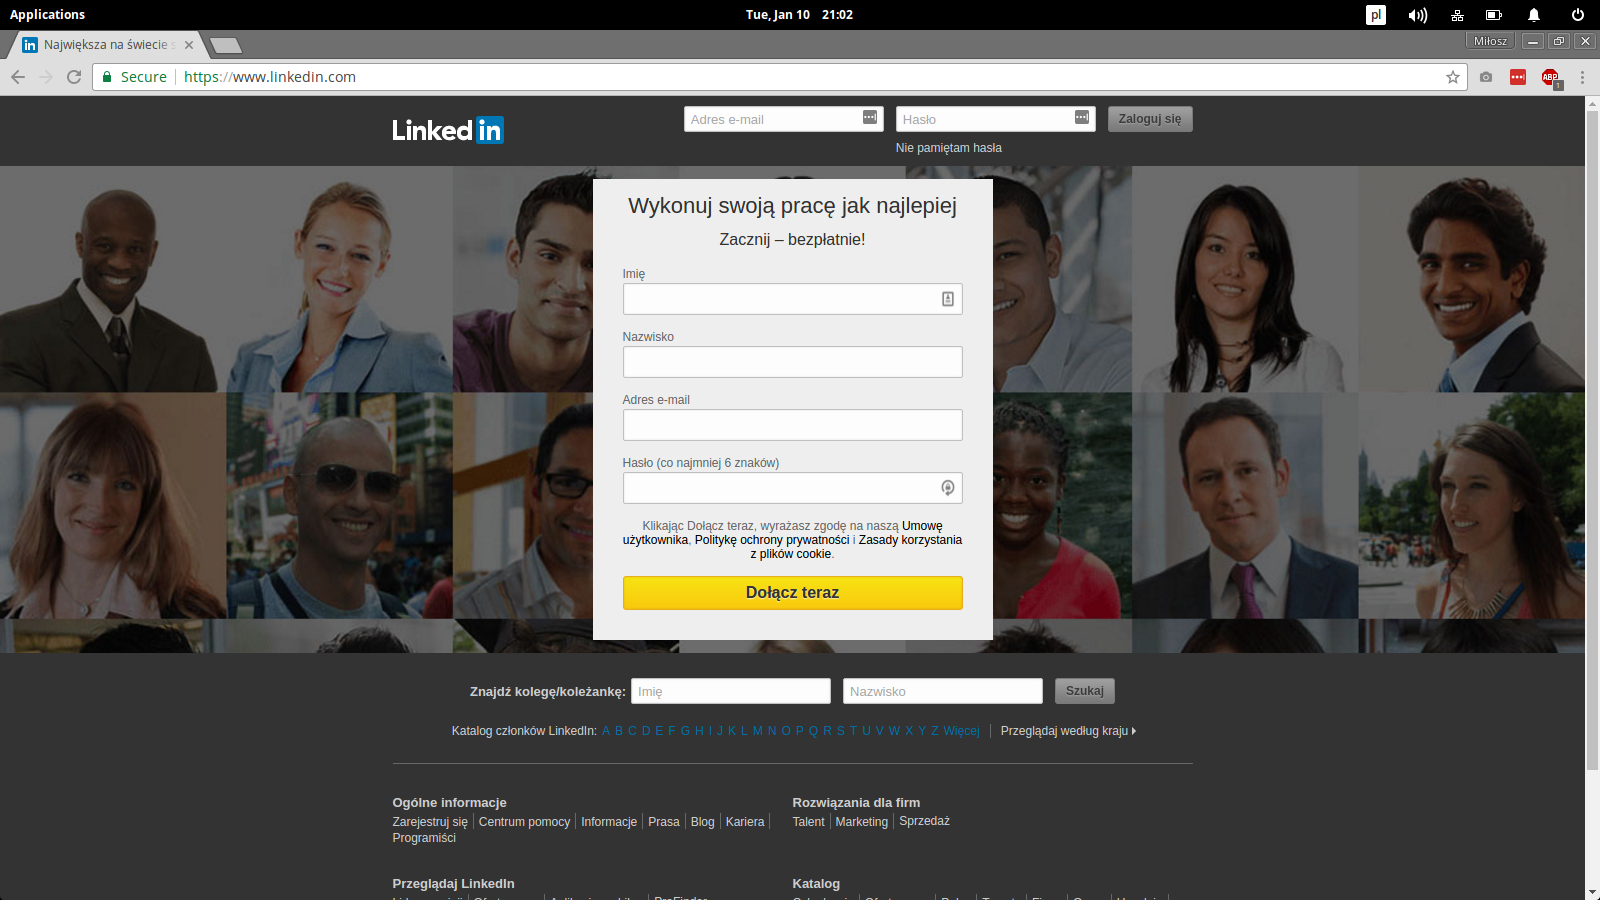 Applications
Tue, Jan 10 21:02
pl
in Największa na świecie s
Miłosz
Secure https://www.linkedin.com
ABP
1
Linked in
Adres e-mail
Hasło
Zaloguj się
Nie pamiętam hasła
Wykonuj swoją pracę jak najlepiej
Zacznij – bezpłatnie!
Imię
Nazwisko
Adres e-mail
Hasło (co najmniej 6 znaków)
Klikając Dołącz teraz, wyrażasz zgodę na naszą Umowę
użytkownika, Politykę ochrony prywatności i Zasady korzystania
z plików cookie.
Dołącz teraz
Znajdź kolegę/koleżankę: Imię Nazwisko Szukaj
Katalog członków LinkedIn: A B C D E F G H I J K L M N O P Q R S T U V W X Y Z Więcej Przeglądaj według kraju
Ogólne informacje
Zarejestruj się Centrum pomocy Informacje Prasa Blog Kariera
Programiści
Rozwiązania dla firm
Talent Marketing Sprzedaż
Przeglądaj LinkedIn
Katalog